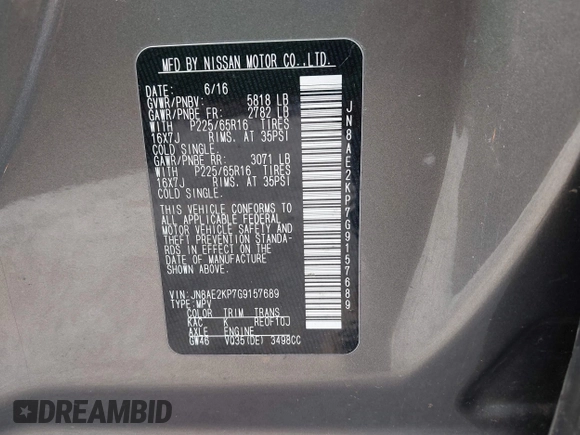 MFD BY NISSAN MOTOR CO.,LTD.
DATE: 6/16
GVWR/PNBV: 5818 LB
GAWR/PNBE FR: 2782 LB
WITH P225/65R16 TIRES
16X7J RIMS. AT 35PSI
COLD SINGLE.
GAWR/PNBE RR: 3071 LB
WITH P225/65R16 TIRES
16X7J RIMS. AT 35PSI
COLD SINGLE.
THIS VEHICLE CONFORMS TO
ALL APPLICABLE FEDERAL
MOTOR VEHICLE SAFETY AND
THEFT PREVENTION STANDA-
RDS IN EFFECT ON THE
DATE OF MANUFACTURE
SHOWN ABOVE.
VIN: JN8AE2KP7G9157689
TYPE: MPV
COLOR TRIM TRANS
KAC K RE0F10J
AXLE ENGINE
GW46 VQ35(DE) 3498CC
JN8AE2KP7G9157689
DREAMBID